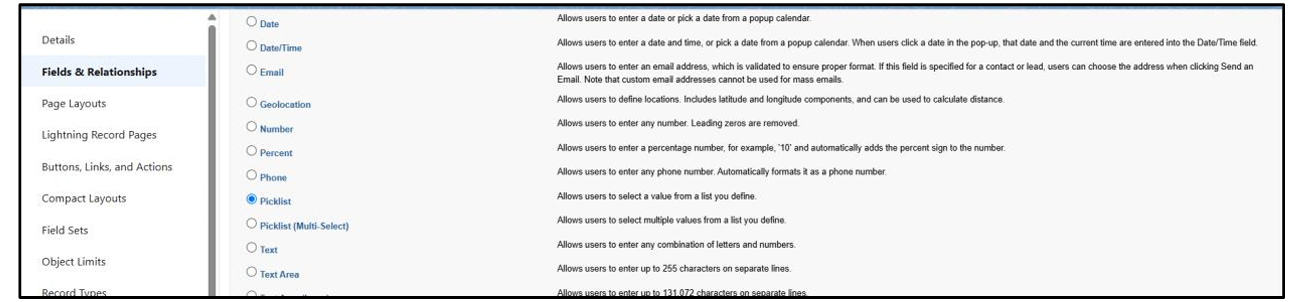 Details
Fields & Relationships
Page Layouts
Lightning Record Pages
Buttons, Links, and Actions
Compact Layouts
Field Sets
Object Limits
Record Types
Date Allows users to enter a date or pick a date from a popup calendar.
Date/Time Allows users to enter a date and time, or pick a date from a popup calendar. When users click a date in the pop-up, that date and the current time are entered into the Date/Time field.
Email Allows users to enter an email address, which is validated to ensure proper format. If this field is specified for a contact or lead, users can choose the address when clicking Send an
Email. Note that custom email addresses cannot be used for mass emails.
Geolocation Allows users to define locations. Includes latitude and longitude components, and can be used to calculate distance.
Number Allows users to enter any number. Leading zeros are removed.
Percent Allows users to enter a percentage number, for example, '10' and automatically adds the percent sign to the number.
Phone Allows users to enter any phone number. Automatically formats it as a phone number.
Picklist Allows users to select a value from a list you define.
Picklist (Multi-Select) Allows users to select multiple values from a list you define.
Text Allows users to enter any combination of letters and numbers.
Text Area Allows users to enter up to 255 characters on separate lines.
Allows users to enter up to 131,072 characters on separate lines.